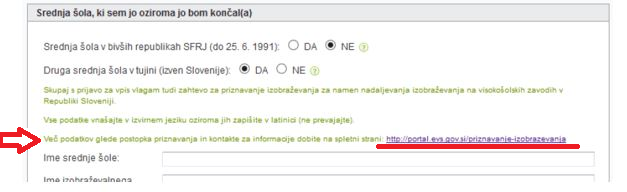 Srednja šola, ki sem jo oziroma jo bom končal(a)
Srednja šola v bivših republikah SFRJ (do 25. 6. 1991): DA NE ?
Druga srednja šola v tujini (izven Slovenije): DA NE ?
Skupaj s prijavo za vpis vlagam tudi zahtevo za priznavanje izobraževanja za namen nadaljevanja izobraževanja na visokošolskih zavodih v
Republiki Sloveniji.
Vse podatke vnašajte v izvirnem jeziku oziroma jih zapišite v latinici (ne prevajajte).
Več podatkov glede postopka priznavanja in kontakte za informacije dobite na spletni strani: http://portal.evs.gov.si/priznavanje-izobrazevanja
Ime srednje šole:
Ime izobraževalnega